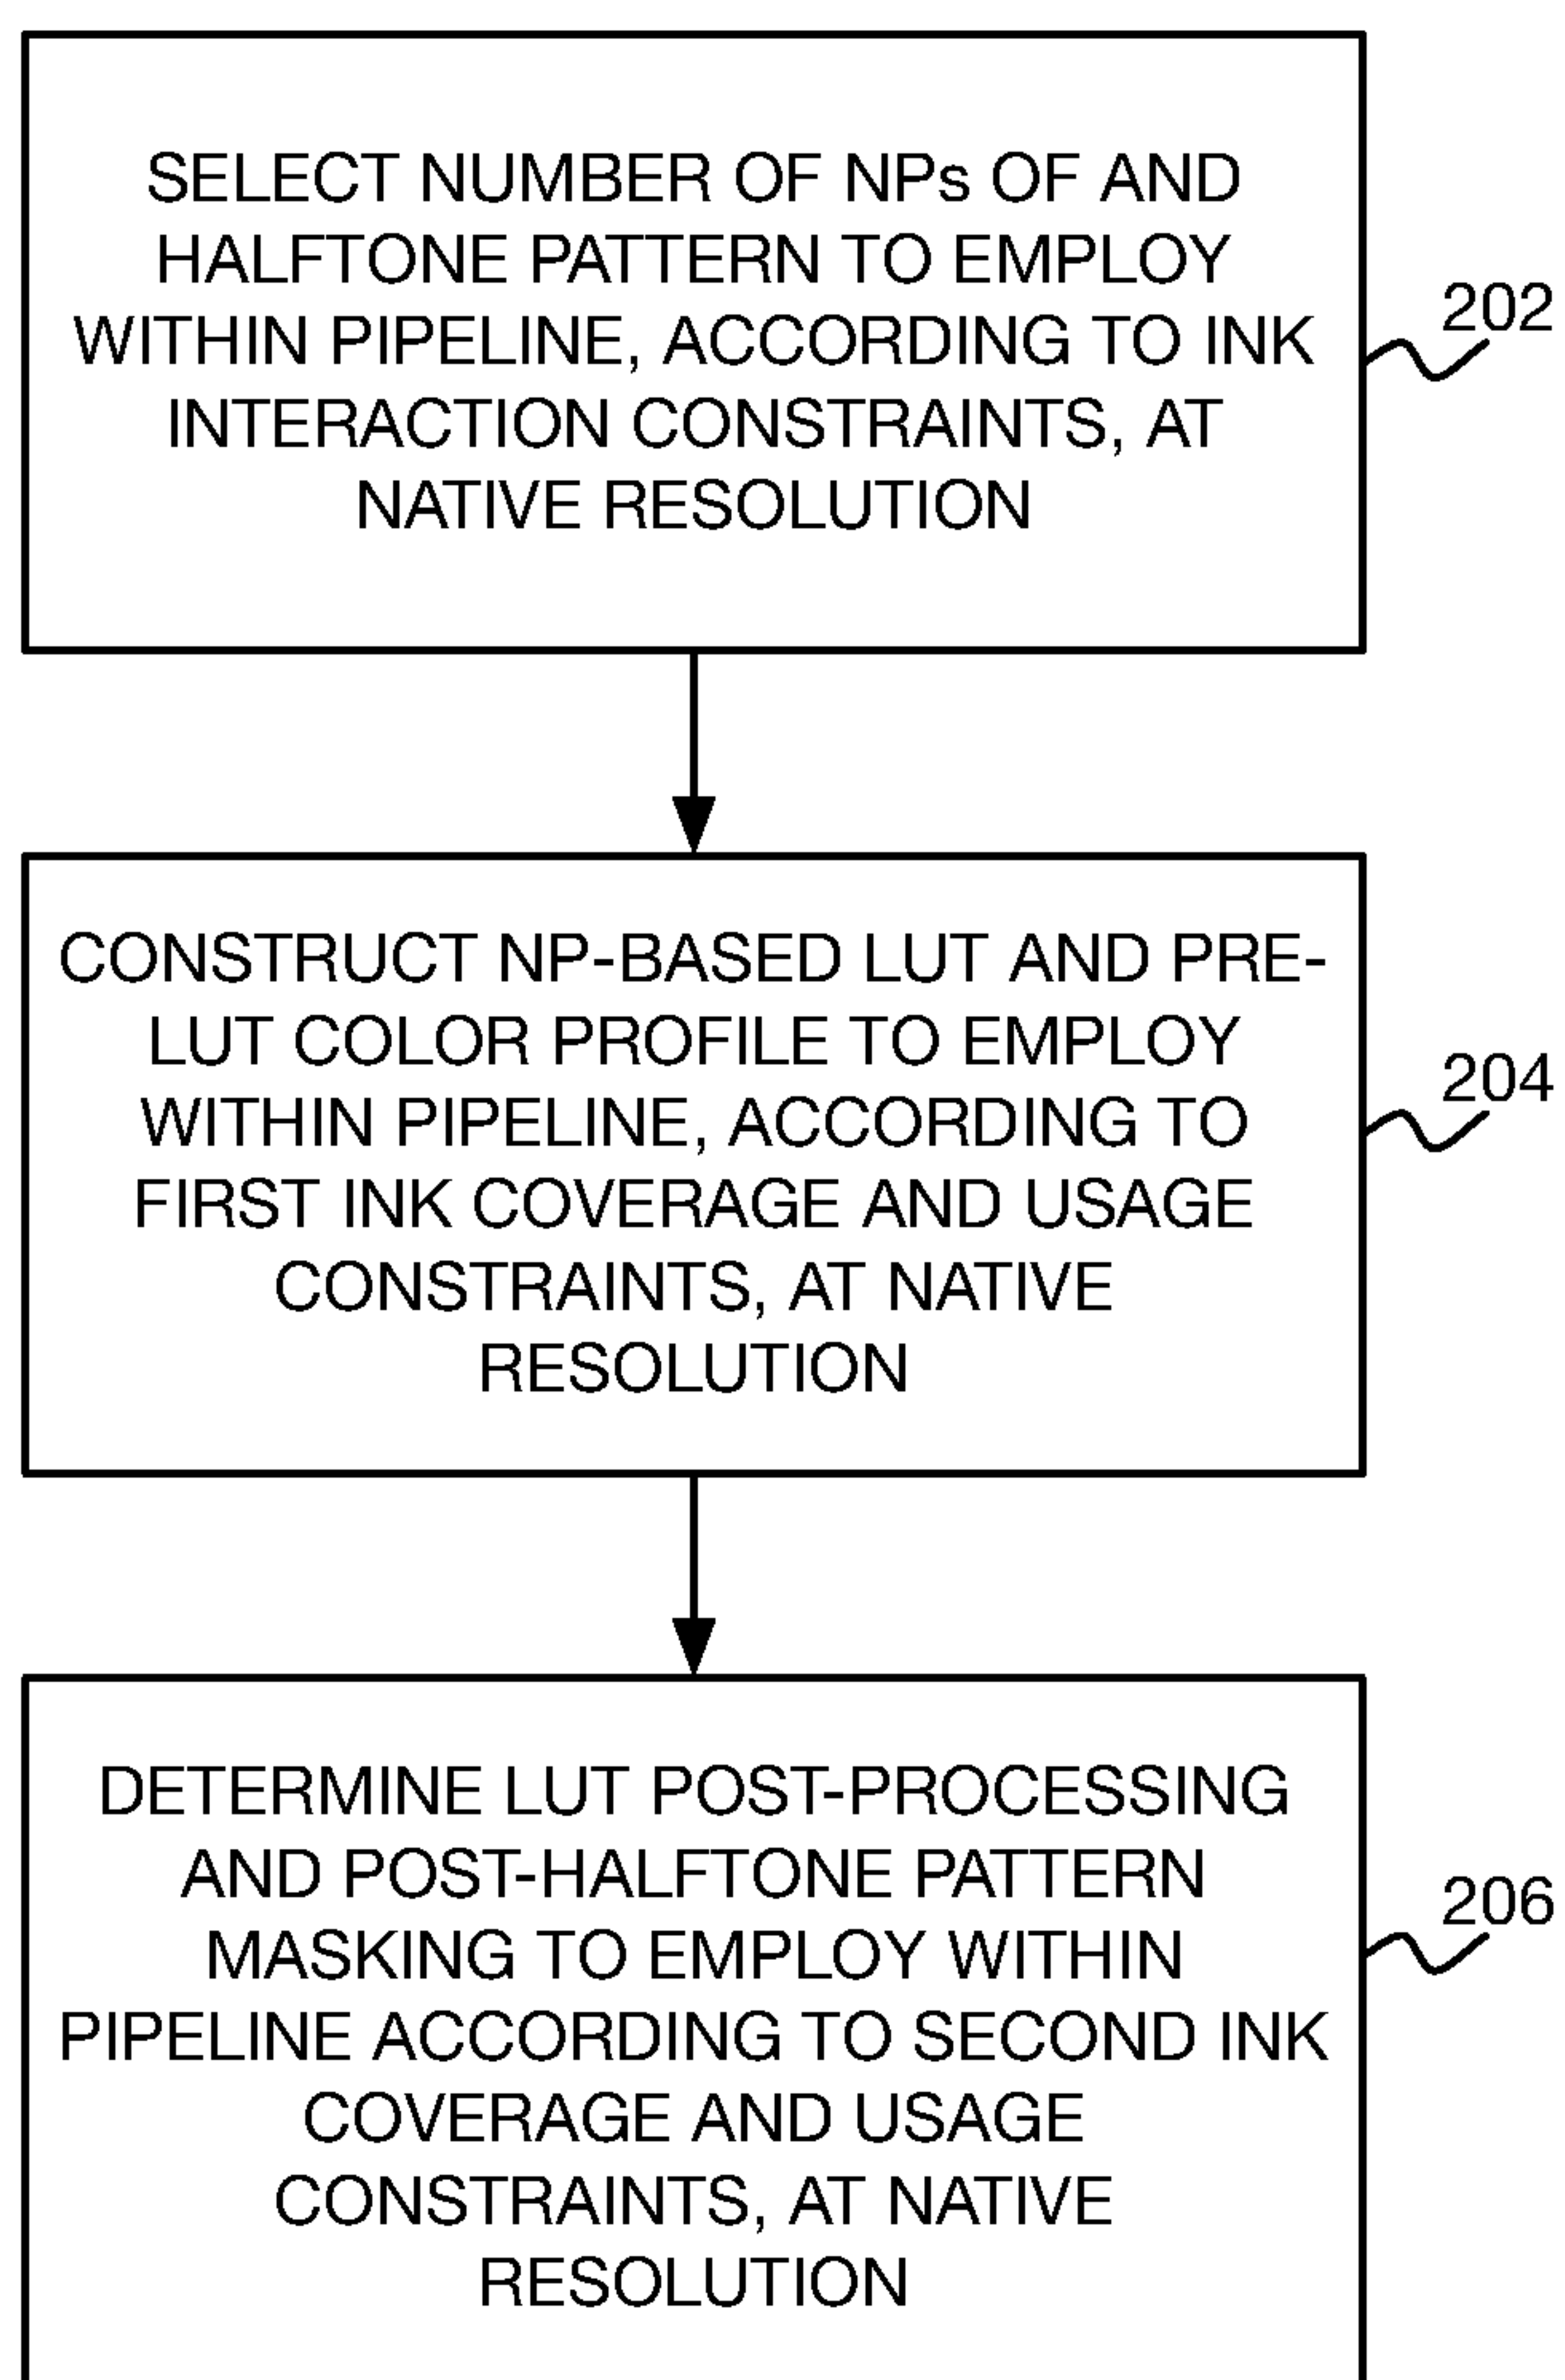 SELECT NUMBER OF NPs OF AND
HALFTONE PATTERN TO EMPLOY
WITHIN PIPELINE, ACCORDING TO INK
INTERACTION CONSTRAINTS, AT
NATIVE RESOLUTION
202
CONSTRUCT NP-BASED LUT AND PRE-
LUT COLOR PROFILE TO EMPLOY
WITHIN PIPELINE, ACCORDING TO
FIRST INK COVERAGE AND USAGE
CONSTRAINTS, AT NATIVE
RESOLUTION
204
DETERMINE LUT POST-PROCESSING
AND POST-HALFTONE PATTERN
MASKING TO EMPLOY WITHIN
PIPELINE ACCORDING TO SECOND INK
COVERAGE AND USAGE
CONSTRAINTS, AT NATIVE
RESOLUTION
206